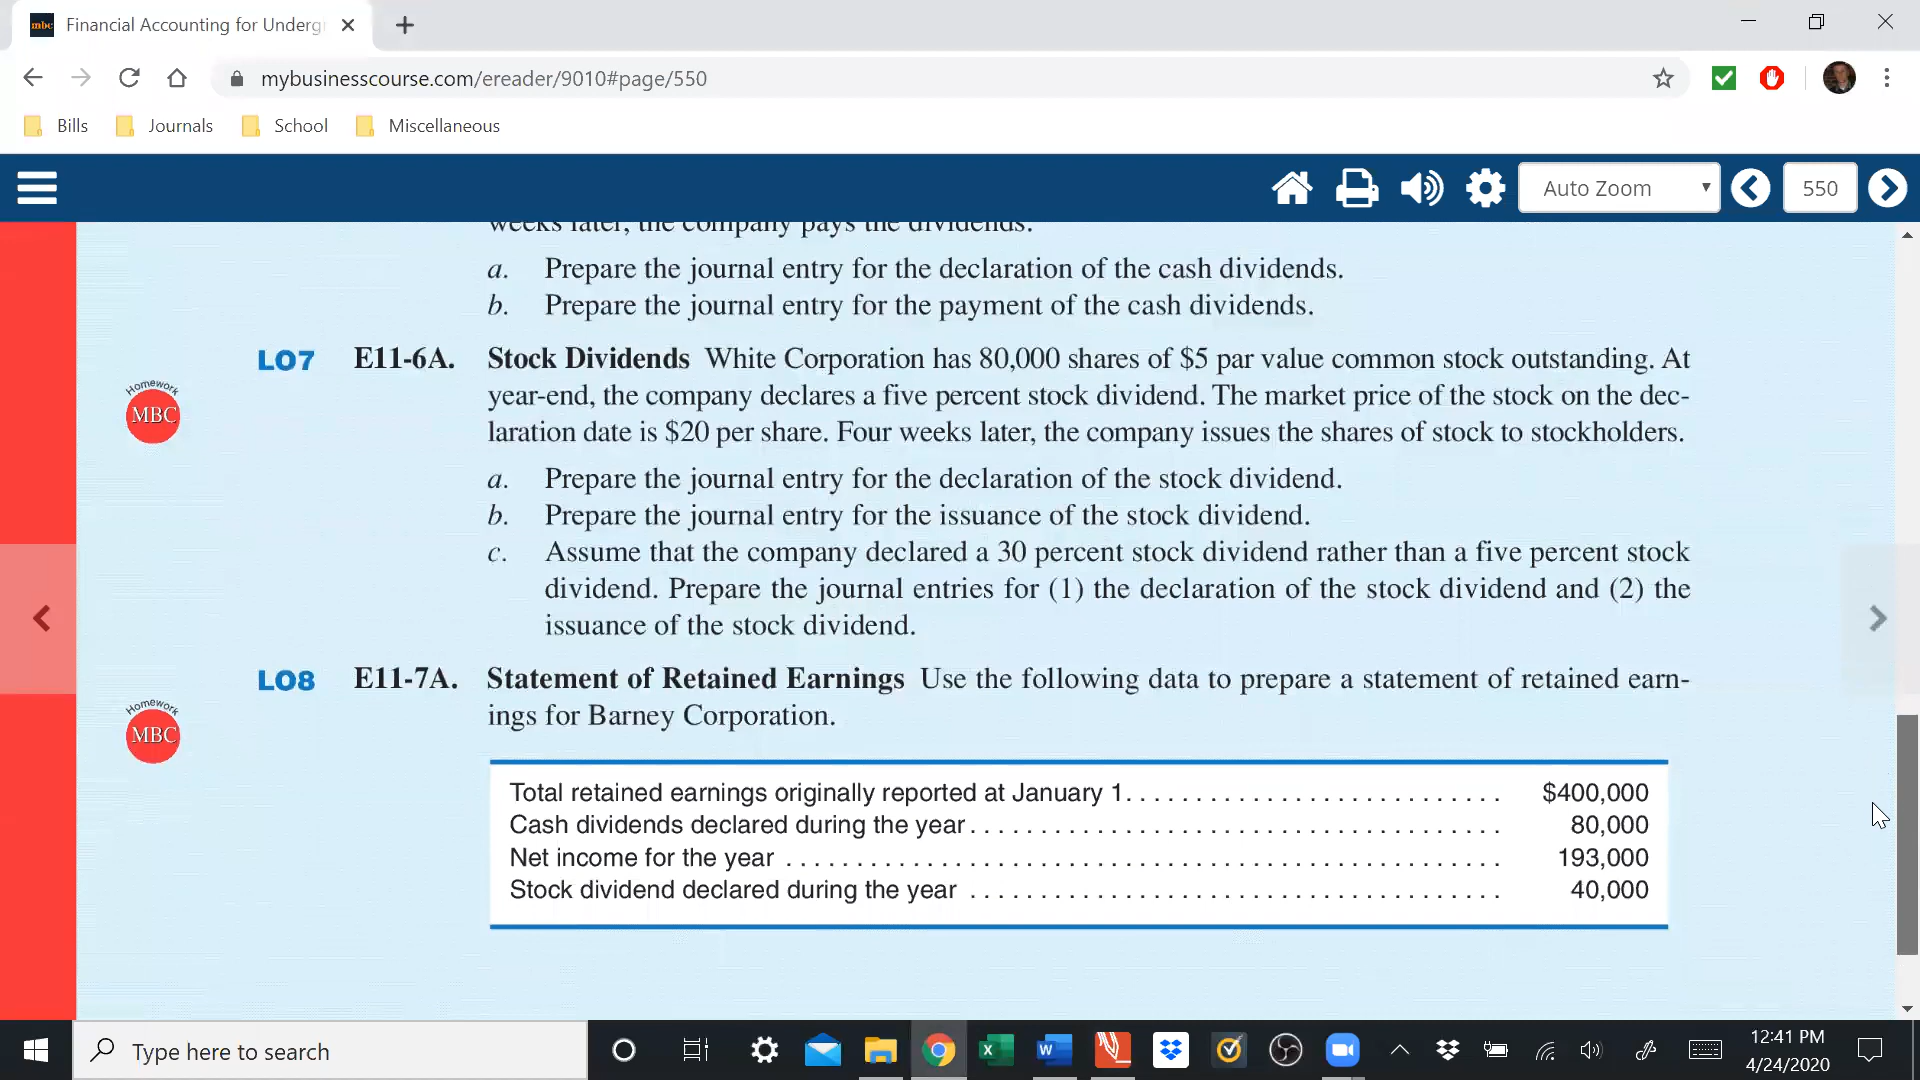 mbc Financial Accounting for Underg
mybusinesscourse.com/ereader/9010#page/550
Bills Journals School Miscellaneous
Auto Zoom 550
weeks later, the company pays the dividends.
a. Prepare the journal entry for the declaration of the cash dividends.
b. Prepare the journal entry for the payment of the cash dividends.
LO7 E11-6A. Stock Dividends White Corporation has 80,000 shares of $5 par value common stock outstanding. At
Homework MBC
year-end, the company declares a five percent stock dividend. The market price of the stock on the dec-
laration date is $20 per share. Four weeks later, the company issues the shares of stock to stockholders.
a. Prepare the journal entry for the declaration of the stock dividend.
b. Prepare the journal entry for the issuance of the stock dividend.
c. Assume that the company declared a 30 percent stock dividend rather than a five percent stock
dividend. Prepare the journal entries for (1) the declaration of the stock dividend and (2) the
issuance of the stock dividend.
LO8 E11-7A. Statement of Retained Earnings Use the following data to prepare a statement of retained earn-
Homework MBC
ings for Barney Corporation.
Total retained earnings originally reported at January 1. . . . . . . . . . . . . . . . . . . . . . . . . . . $400,000
Cash dividends declared during the year . . . . . . . . . . . . . . . . . . . . . . . . . . . . . . . . . . . . . . 80,000
Net income for the year . . . . . . . . . . . . . . . . . . . . . . . . . . . . . . . . . . . . . . . . . . . . . . . . . . . 193,000
Stock dividend declared during the year . . . . . . . . . . . . . . . . . . . . . . . . . . . . . . . . . . . . . . 40,000
Type here to search
12:41 PM
4/24/2020